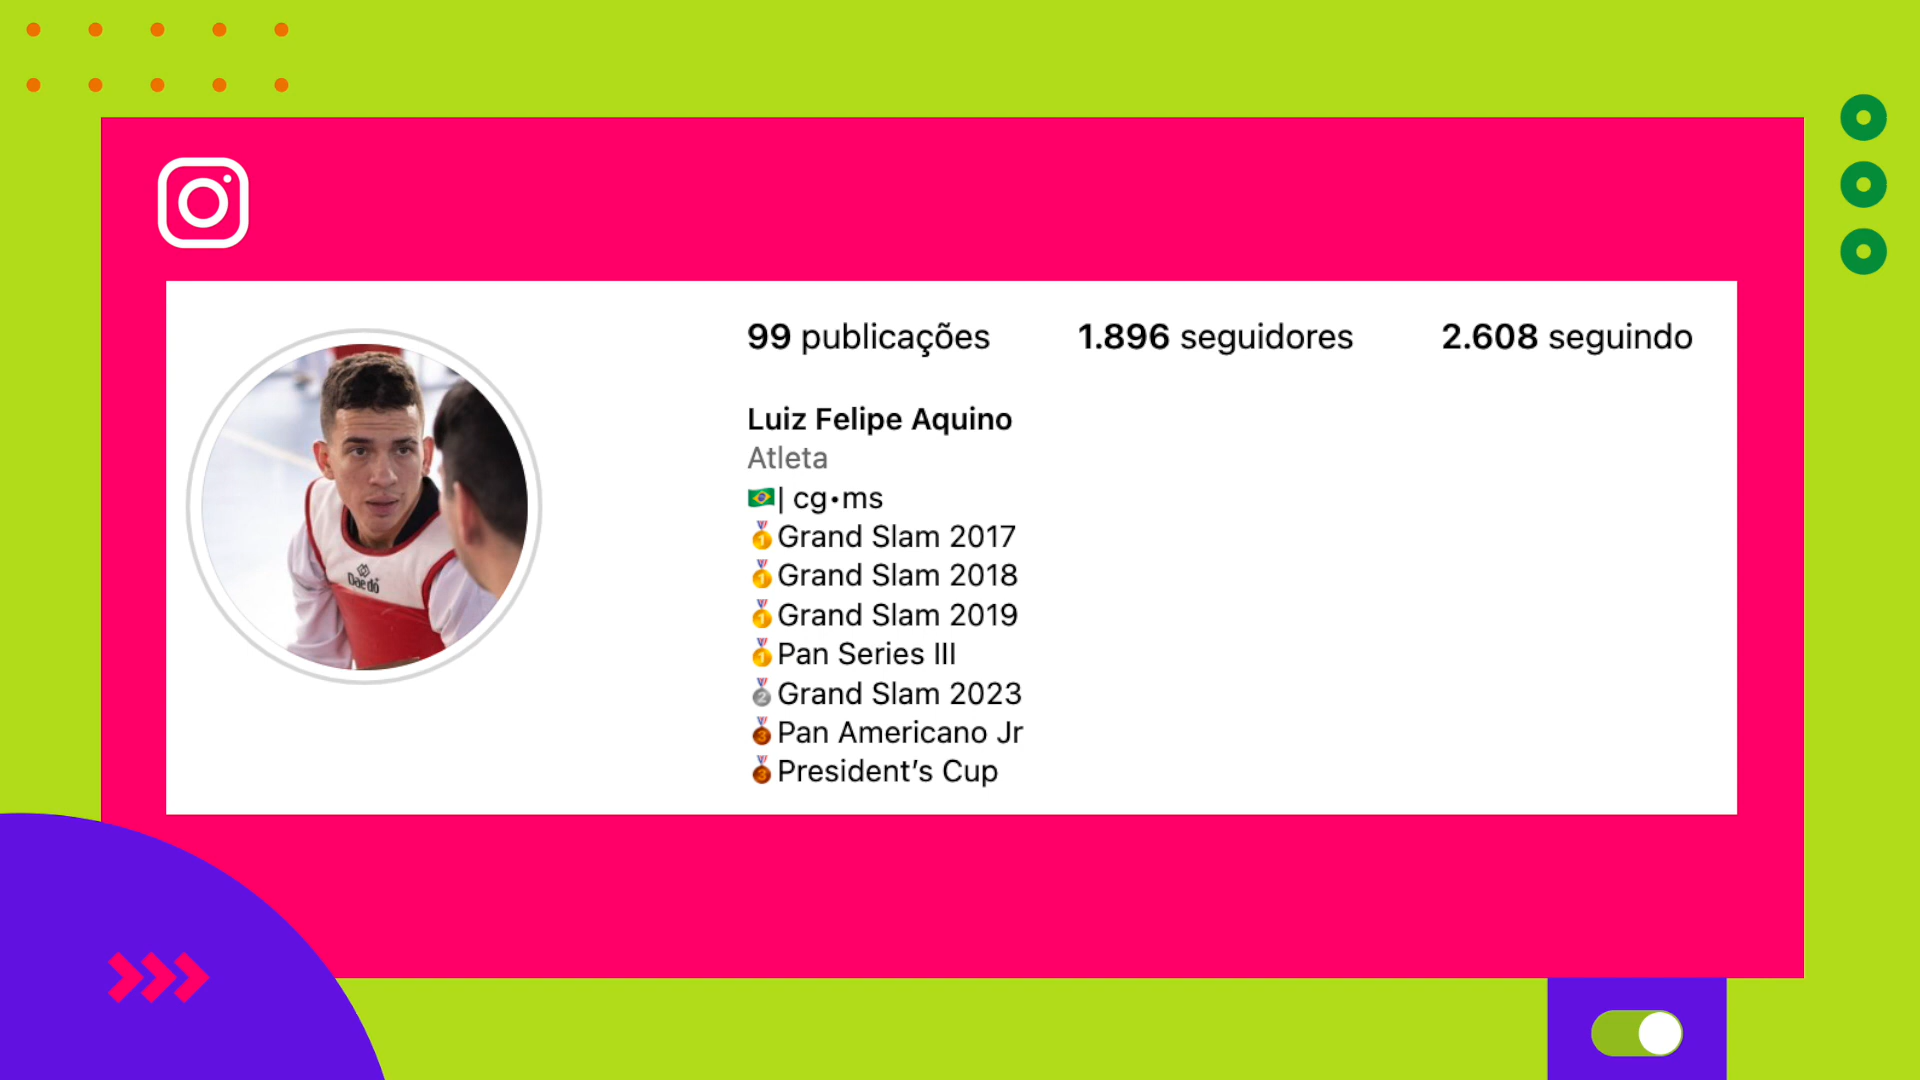 99 publicações 1.896 seguidores 2.608 seguindo
Luiz Felipe Aquino
Atleta
🇧🇷| cg•ms
🥇Grand Slam 2017
🥇Grand Slam 2018
🥇Grand Slam 2019
🥇Pan Series III
🥈Grand Slam 2023
🥉Pan Americano Jr
🥉President’s Cup
Daedo